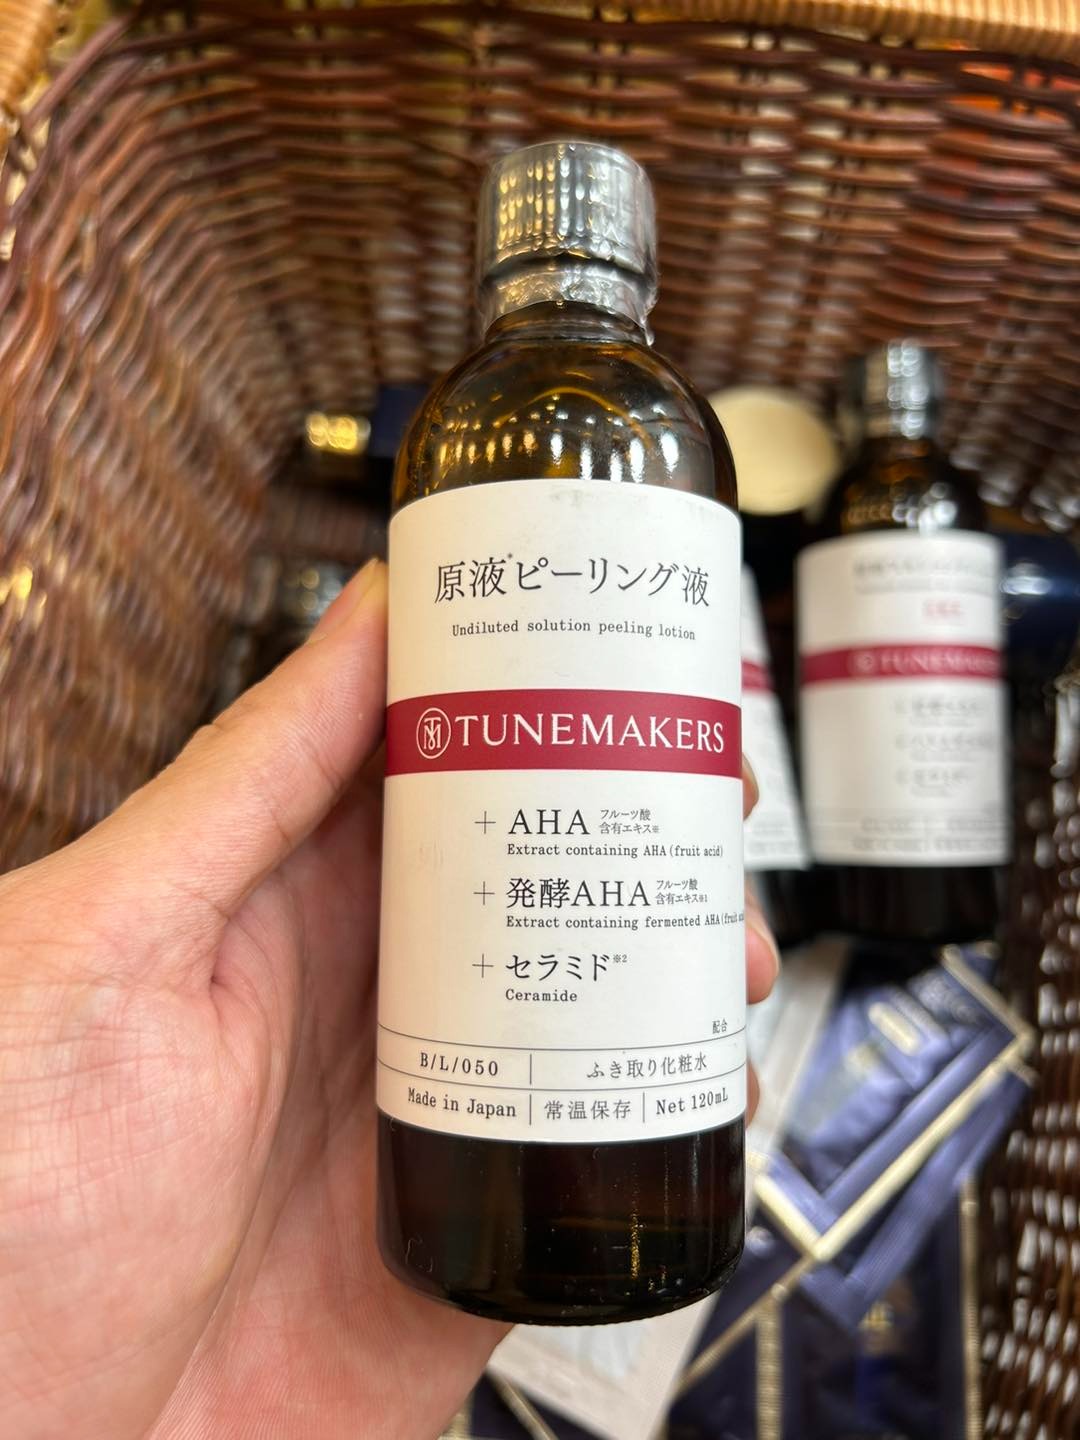 原液*ピーリング液
Undiluted solution peeling lotion
TUNEMAKERS
+ AHA フルーツ酸
含有エキス※
Extract containing AHA (fruit acid)
+ 発酵AHA フルーツ酸
含有エキス※1
Extract containing fermented AHA (fruit
+ セラミド※2
Ceramide
配合
B/L/050 ふき取り化粧水
Made in Japan 常温保存 Net 120mL
TUNEMAKERS